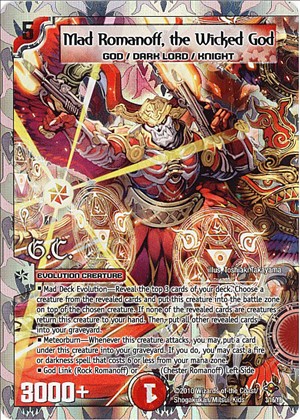 5
Mad Romanoff, the Wicked God
GOD / DARK LORD / KNIGHT
G.C.
Illus. Toshiaki Takayama
EVOLUTION CREATURE
■ Mad Deck Evolution—Reveal the top 3 cards of your deck. Choose a
creature from the revealed cards and put this creature into the battle zone
on top of the chosen creature. If none of the revealed cards are creatures
return this creature to your hand. Then put all other revealed cards
into your graveyard.
■ Meteorburn—Whenever this creature attacks, you may put a card
under this creature into your graveyard. If you do, you may cast a fire
or darkness spell that costs 6 or less from your mana zone.
■ God Link (Rock Romanoff) or (Chester Romanoff) Left Side
3000+
1
©2010 Wizards of the Coast/
Shogakukan/Mitsui-Kids